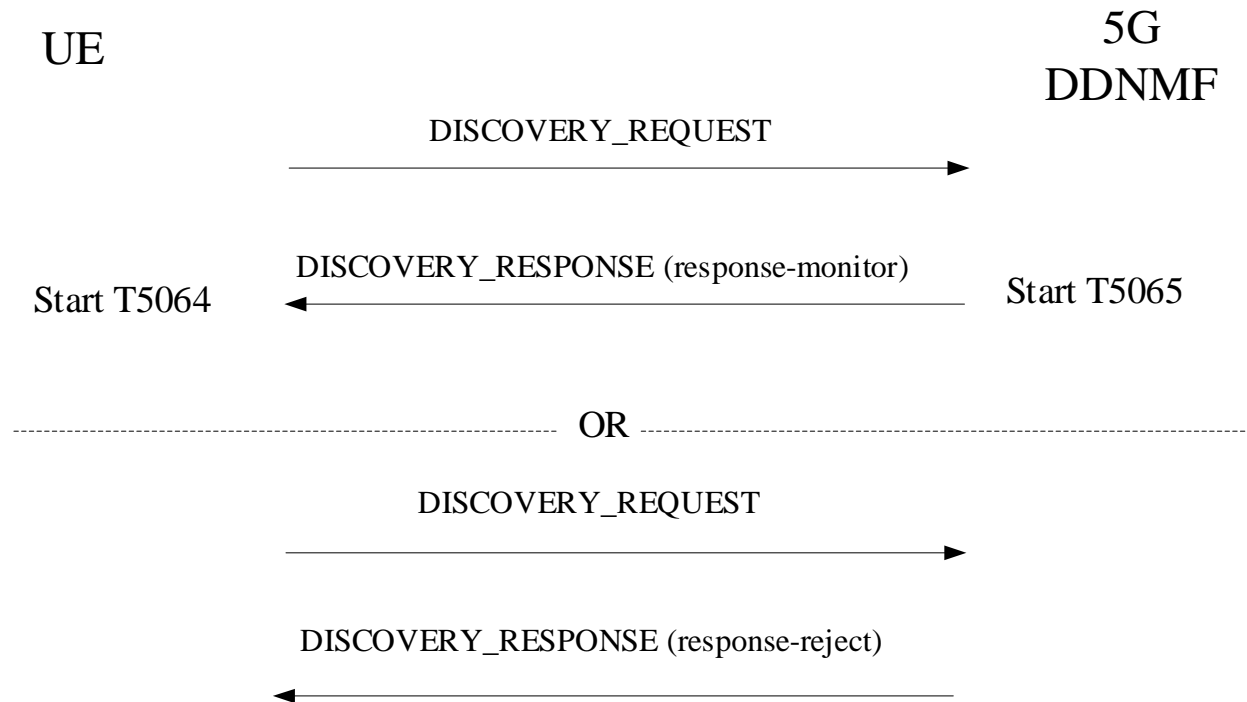 UE
5G
DDNMF
DISCOVERY_REQUEST
DISCOVERY_RESPONSE (response-monitor)
Start T5064
Start T5065
OR
DISCOVERY_REQUEST
DISCOVERY_RESPONSE (response-reject)